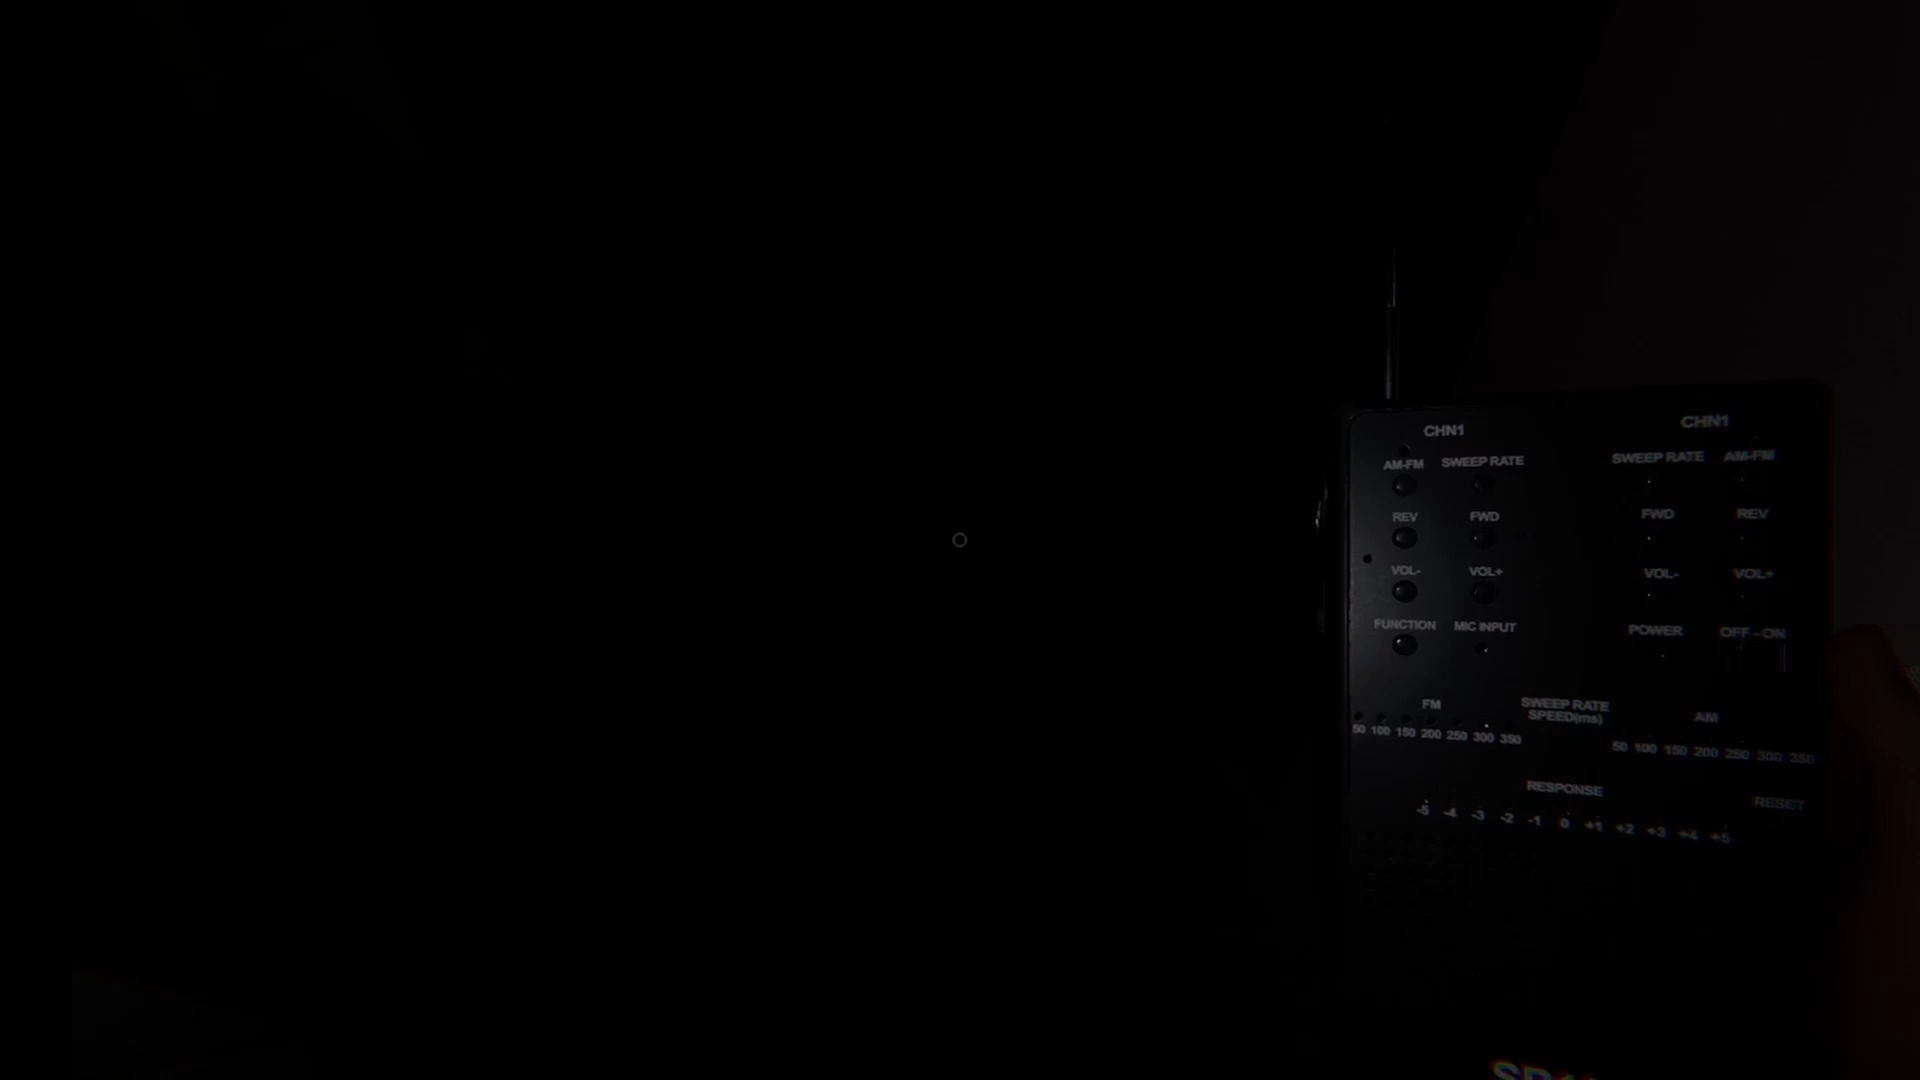 CHN1 CHN1
AM-FM SWEEP RATE SWEEP RATE AM-FM
REV FWD FWD REV
VOL- VOL+ VOL- VOL+
FUNCTION MIC INPUT POWER OFF - ON
FM SWEEP RATE
SPEED(ms) AM
50 100 150 200 250 300 350 50 100 150 200 250 300 350
RESPONSE RESET
-5 -4 -3 -2 -1 0 +1 +2 +3 +4 +5